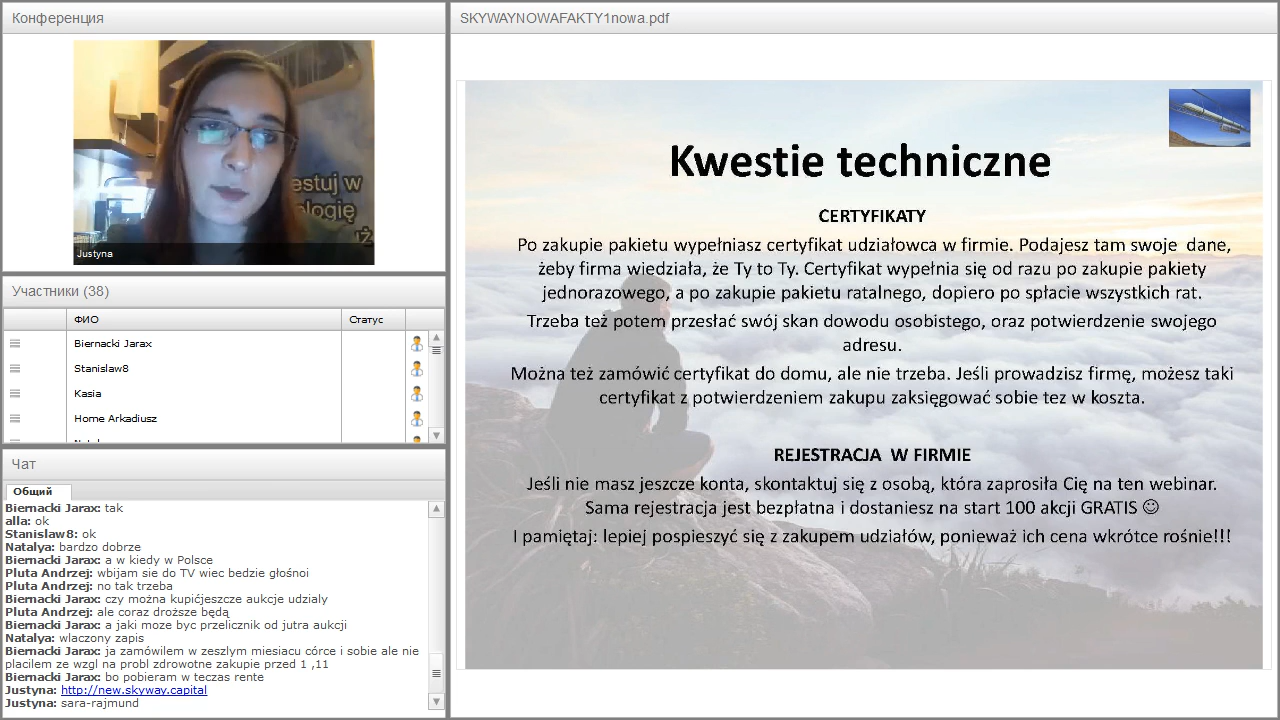 Конференция
estuj w
ologię
Justyna
Участники (38)
ФИО Статус
Biernacki Jarax
Stanislaw8
Kasia
Home Arkadiusz
Чат
Общий
Biernacki Jarax: tak
alla: ok
Stanislaw8: ok
Natalya: bardzo dobrze
Biernacki Jarax: a w kiedy w Polsce
Pluta Andrzej: wbijam sie do TV wiec bedzie głośnoi
Pluta Andrzej: no tak trzeba
Biernacki Jarax: czy można kupićjeszcze aukcje udzialy
Pluta Andrzej: ale coraz droższe będą
Biernacki Jarax: a jaki moze byc przelicznik od jutra aukcji
Natalya: wlaczony zapis
Biernacki Jarax: ja zamówilem w zeszlym miesiacu córce i sobie ale nie
placilem ze wzgl na probl zdrowotne zakupie przed 1 ,11
Biernacki Jarax: bo pobieram w teczas rente
Justyna: http://new.skyway.capital
Justyna: sara-rajmund
SKYWAYNOWAFAKTY1nowa.pdf
Kwestie techniczne
CERTYFIKATY
Po zakupie pakietu wypełniasz certyfikat udziałowca w firmie. Podajesz tam swoje dane,
żeby firma wiedziała, że Ty to Ty. Certyfikat wypełnia się od razu po zakupie pakiety
jednorazowego, a po zakupie pakietu ratalnego, dopiero po spłacie wszystkich rat.
Trzeba też potem przesłać swój skan dowodu osobistego, oraz potwierdzenie swojego
adresu.
Można też zamówić certyfikat do domu, ale nie trzeba. Jeśli prowadzisz firmę, możesz taki
certyfikat z potwierdzeniem zakupu zaksięgować sobie tez w koszta.
REJESTRACJA W FIRMIE
Jeśli nie masz jeszcze konta, skontaktuj się z osobą, która zaprosiła Cię na ten webinar.
Sama rejestracja jest bezpłatna i dostaniesz na start 100 akcji GRATIS ☺
I pamiętaj: lepiej pospieszyć się z zakupem udziałów, ponieważ ich cena wkrótce rośnie!!!